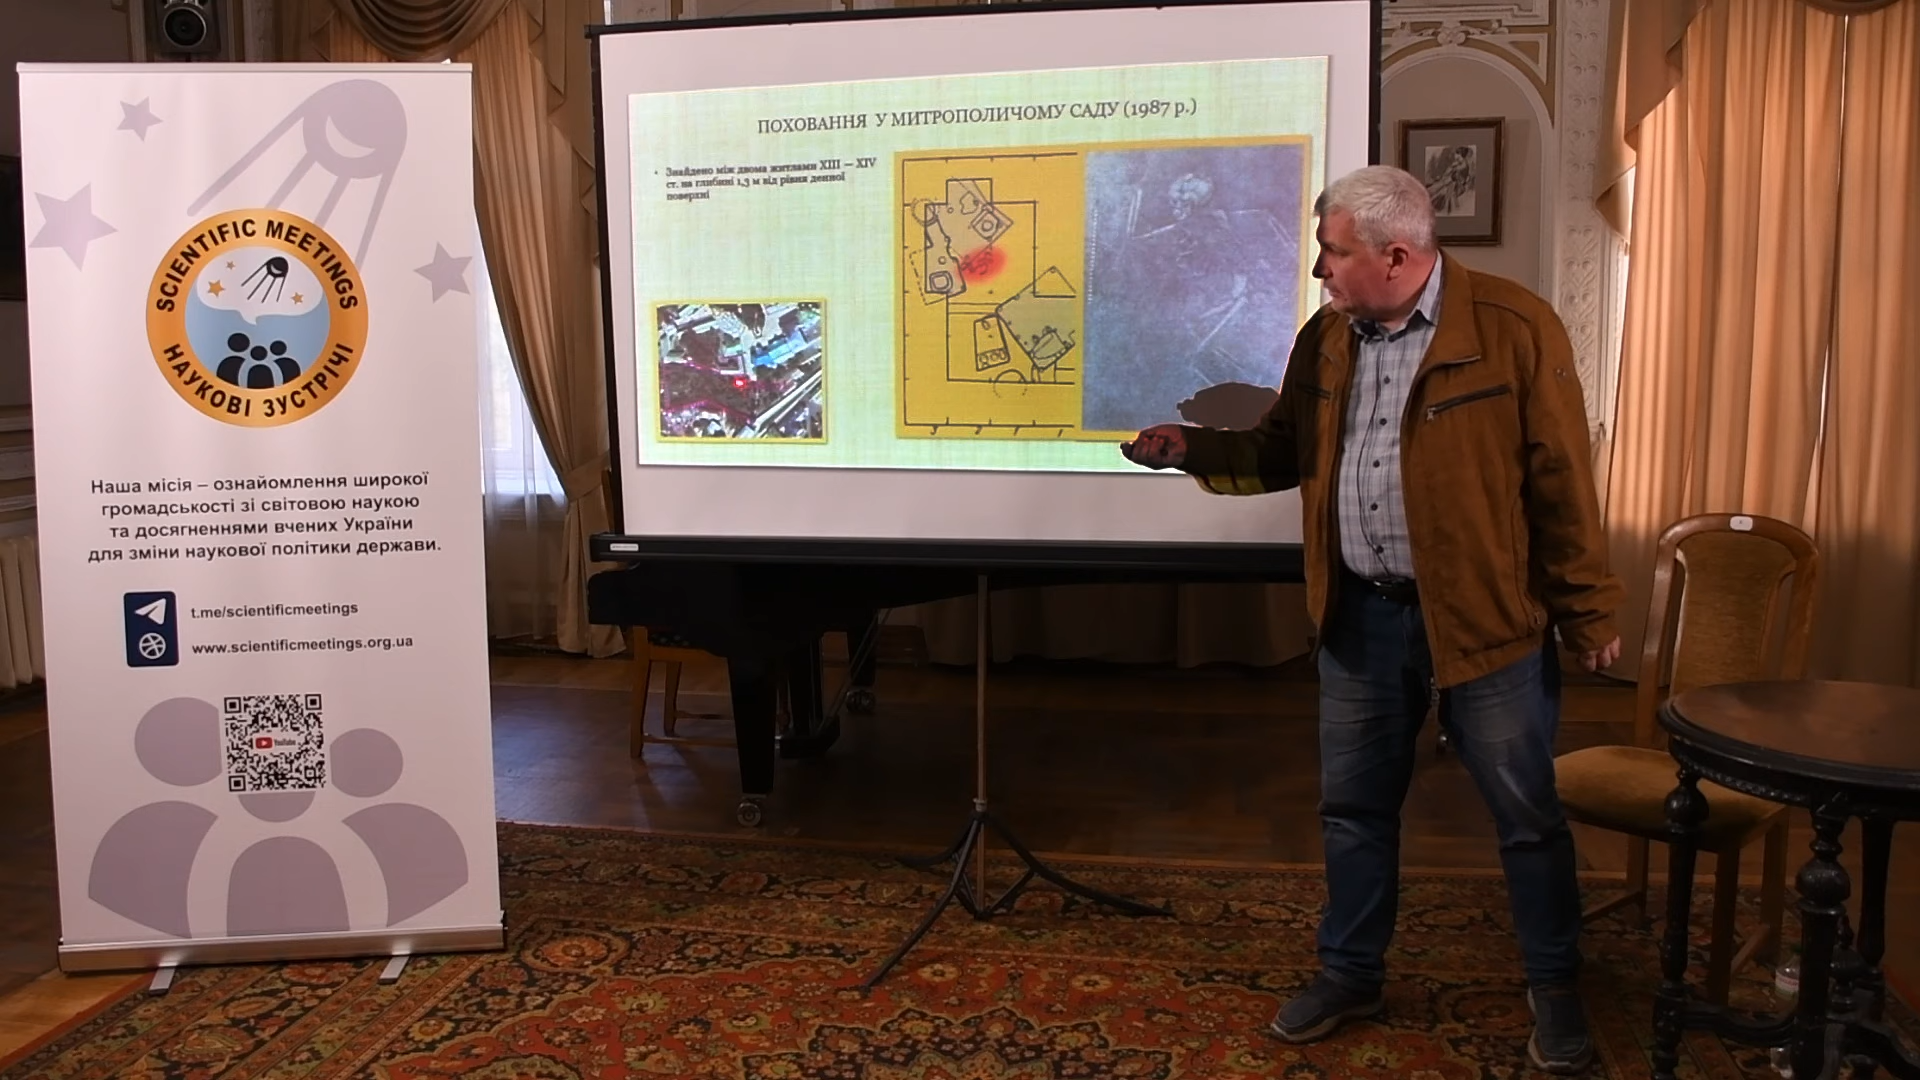 SCIENTIFIC MEETINGS
НАУКОВІ ЗУСТРІЧІ
Наша місія – ознайомлення широкої
громадськості зі світовою наукою
та досягненнями вчених України
для зміни наукової політики держави.
t.me/scientificmeetings
www.scientificmeetings.org.ua
YouTube
ПОХОВАННЯ У МИТРОПОЛИЧОМУ САДУ (1987 р.)
• Знайдено між двома житлами XIII – XIV
ст. на глибині 1,3 м від рівня денної
поверхні